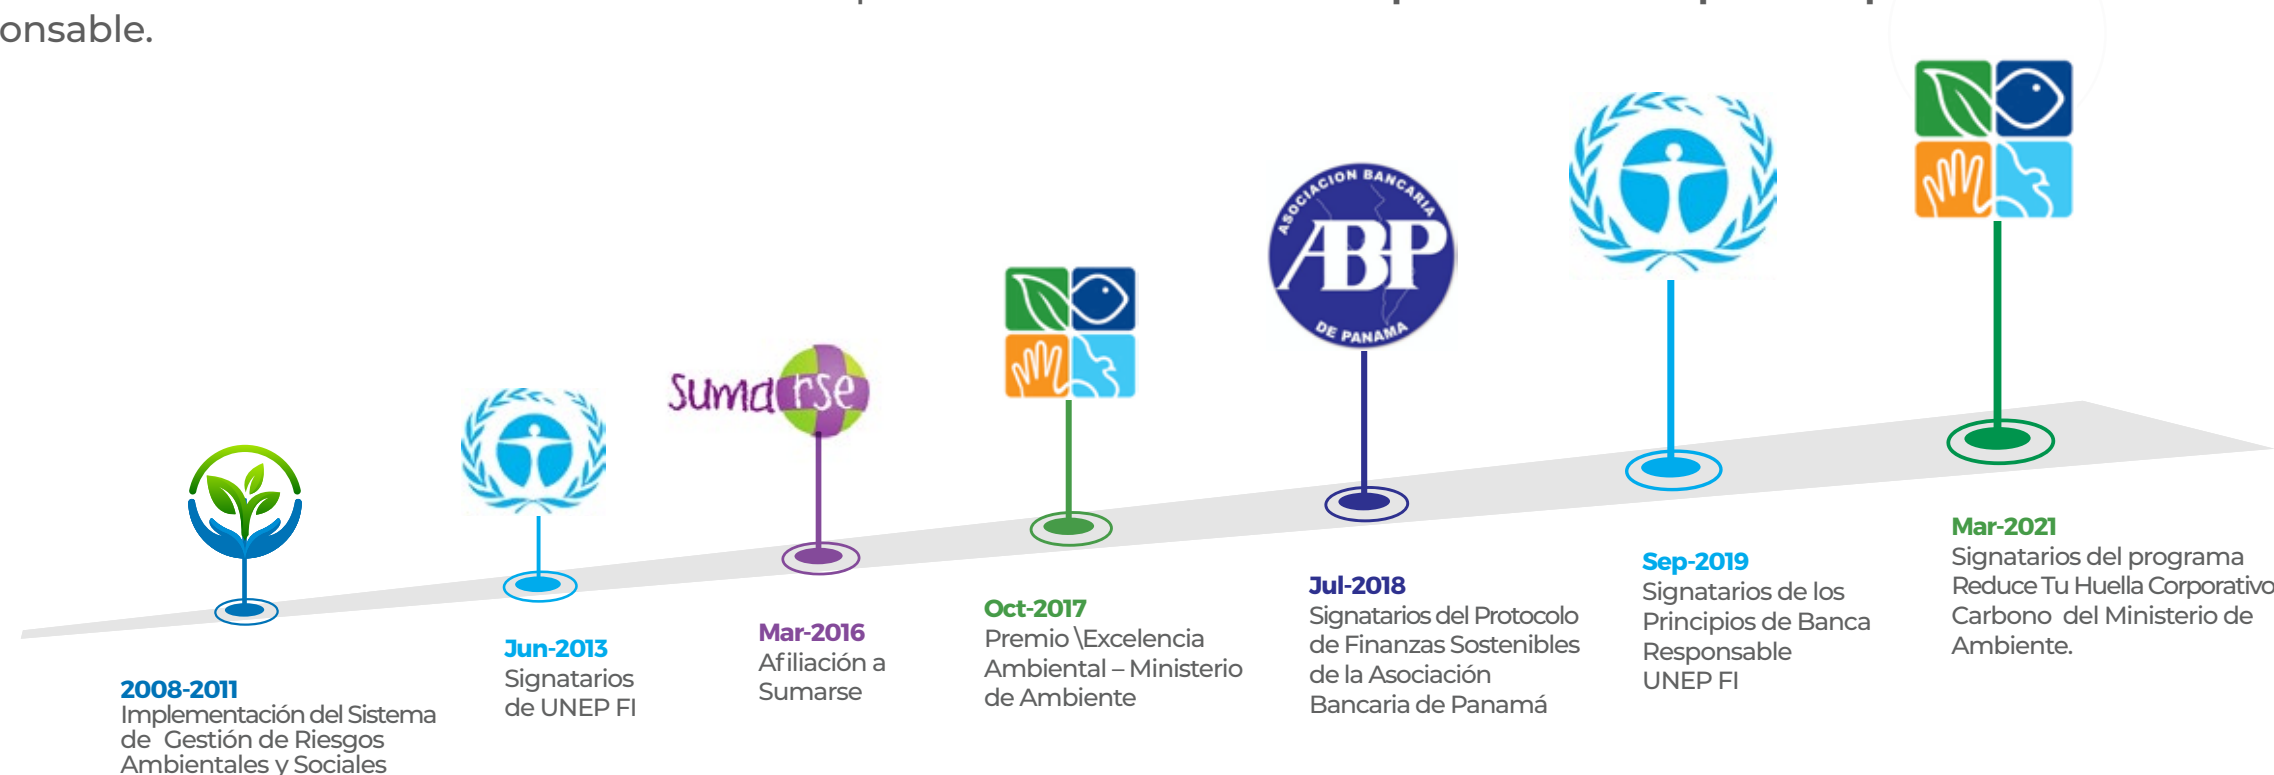 onsable.
ASOCIACION BANCARIA
ABP
DE PANAMA
sumarse
2008-2011
Implementación del Sistema
de Gestión de Riesgos
Ambientales y Sociales
Jun-2013
Signatarios
de UNEP FI
Mar-2016
Afiliación a
Sumarse
Oct-2017
Premio \Excelencia
Ambiental – Ministerio
de Ambiente
Jul-2018
Signatarios del Protocolo
de Finanzas Sostenibles
de la Asociación
Bancaria de Panamá
Sep-2019
Signatarios de los
Principios de Banca
Responsable
UNEP FI
Mar-2021
Signatarios del programa
Reduce Tu Huella Corporativo
Carbono del Ministerio de
Ambiente.